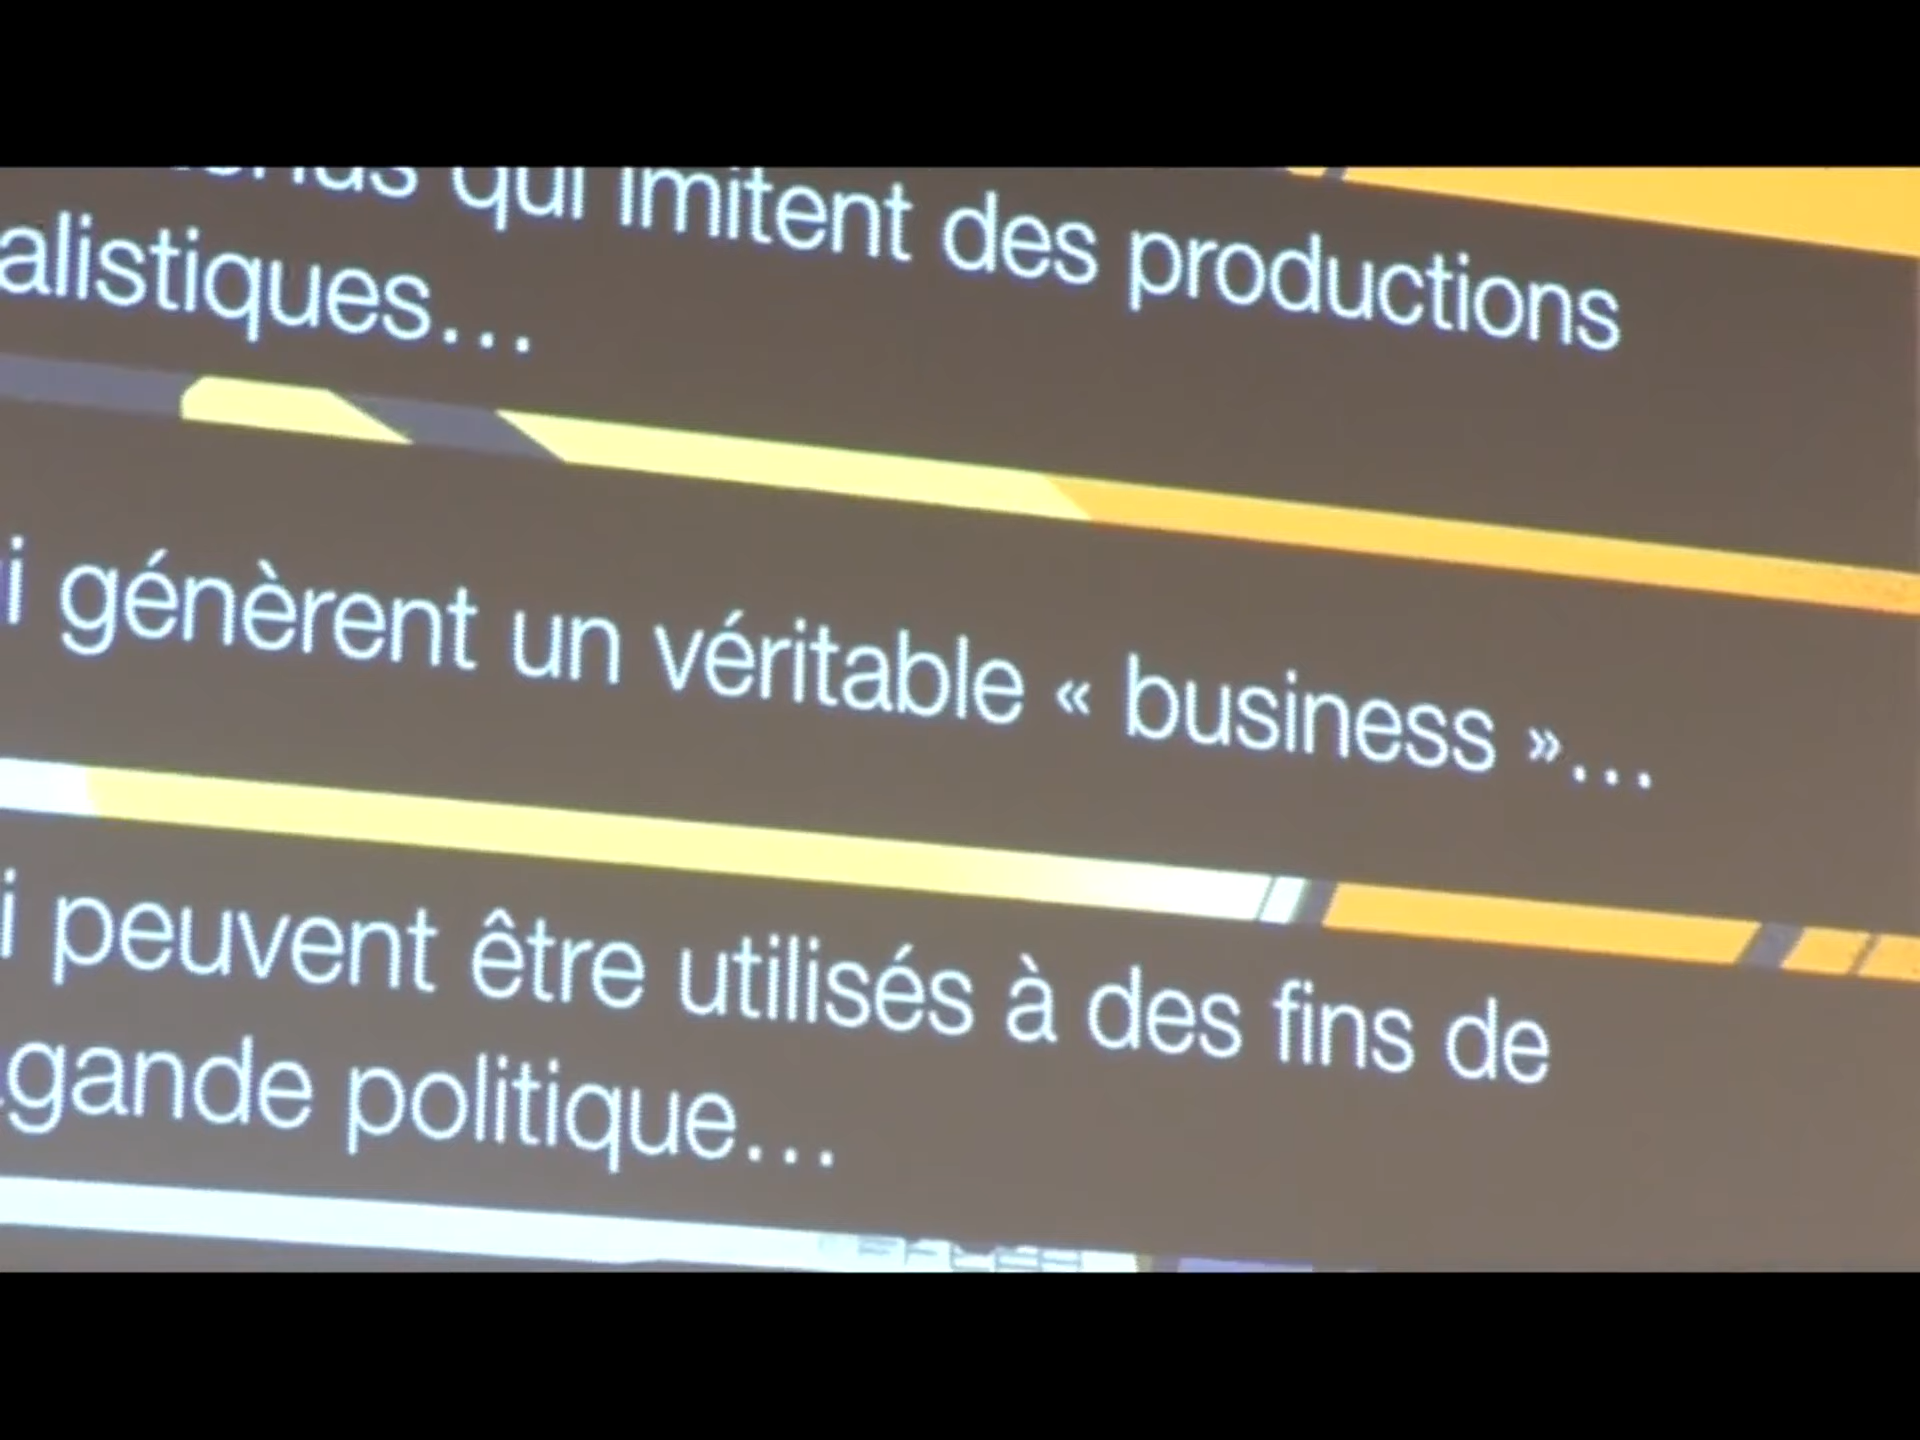 qui imitent des productions
alistiques...
i génèrent un véritable « business »...
i peuvent être utilisés à des fins de
gande politique...